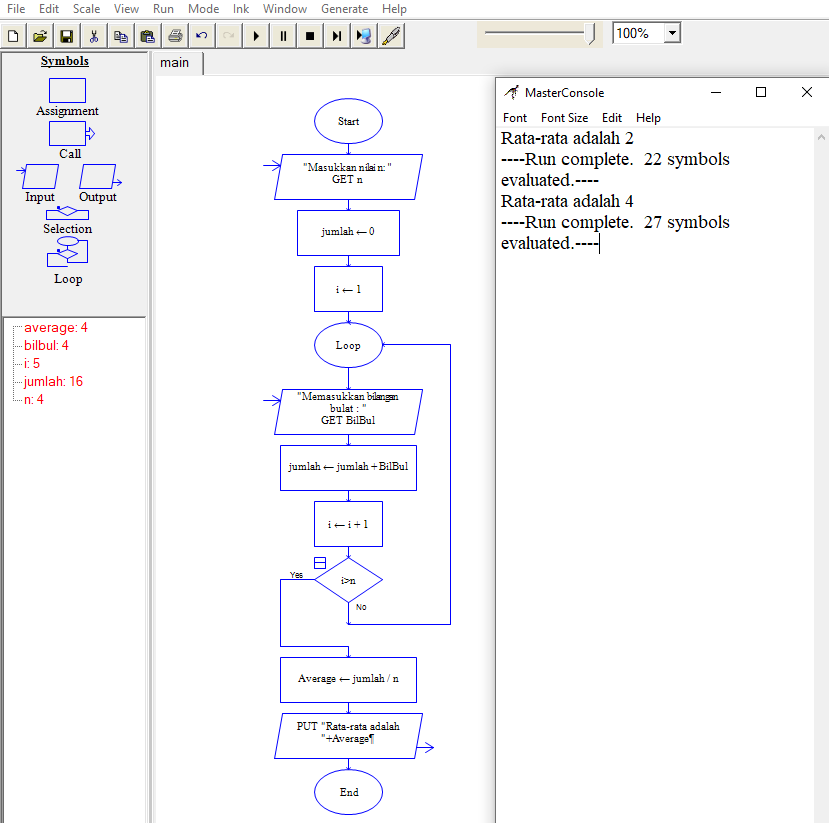 File Edit Scale View Run Mode Ink Window Generate Help
100%
Symbols
Assignment
Call
Input Output
Selection
Loop
average: 4
bilbul: 4
i: 5
jumlah: 16
n: 4
main
Start
"Masukkan nilai n: "
GET n
jumlah ← 0
i ← 1
Loop
"Memasukkan bilangan
bulat : "
GET BilBul
jumlah ← jumlah + BilBul
i ← i + 1
Yes
i>n
No
Average ← jumlah / n
PUT "Rata-rata adalah
"+Average¶
End
MasterConsole
Font Font Size Edit Help
Rata-rata adalah 2
----Run complete. 22 symbols
evaluated.----
Rata-rata adalah 4
----Run complete. 27 symbols
evaluated.----